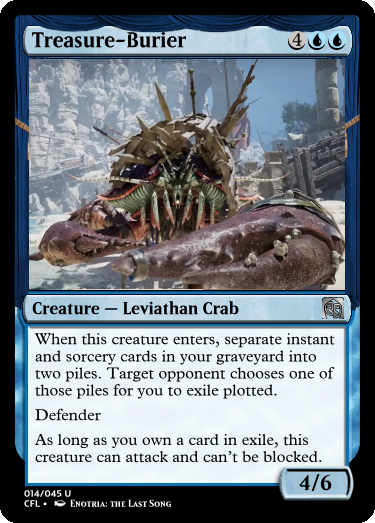 Treasure-Burier 4
Creature — Leviathan Crab
When this creature enters, separate instant
and sorcery cards in your graveyard into
two piles. Target opponent chooses one of
those piles for you to exile plotted.
Defender
As long as you own a card in exile, this
creature can attack and can't be blocked.
4/6
014/045 U
CFL • Enotria: the Last Song